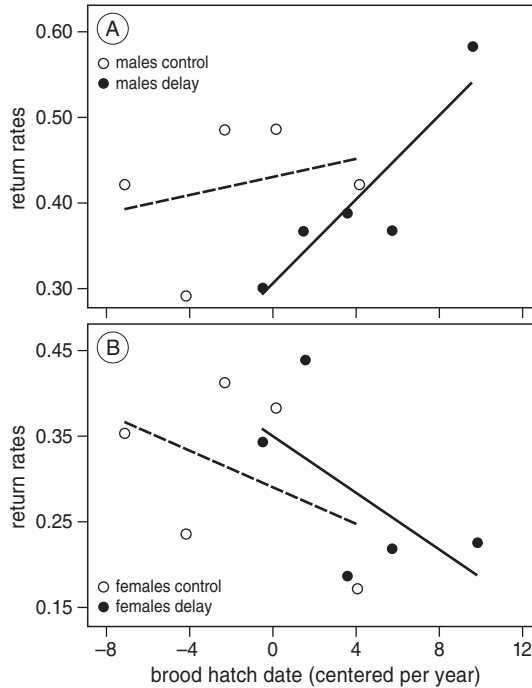 A
males control
males delay
return rates
0.60
0.50
0.40
0.30
B
females control
females delay
return rates
0.45
0.35
0.25
0.15
−8 −4 0 4 8 12
brood hatch date (centered per year)